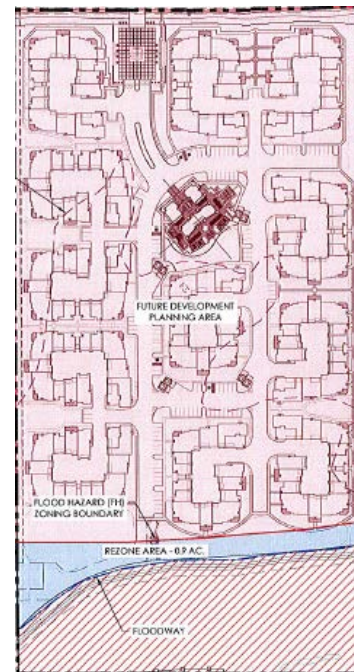 FUTURE DEVELOPMENT
PLANNING AREA
FLOOD HAZARD (FH)
ZONING BOUNDARY
REZONE AREA - 0.9 AC.
FLOODWAY